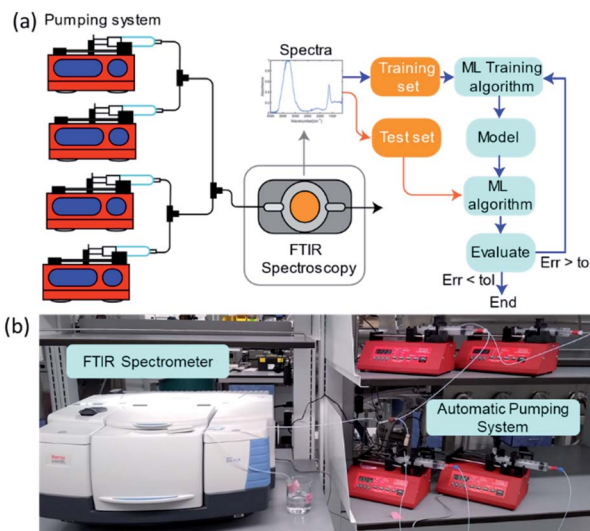 (a) Pumping system
Spectra
Training
set
ML Training
algorithm
Test set
Model
ML
algorithm
FTIR
Spectroscopy
Evaluate
Err > to
Err < tol
End
(b)
FTIR Spectrometer
Automatic Pumping
System